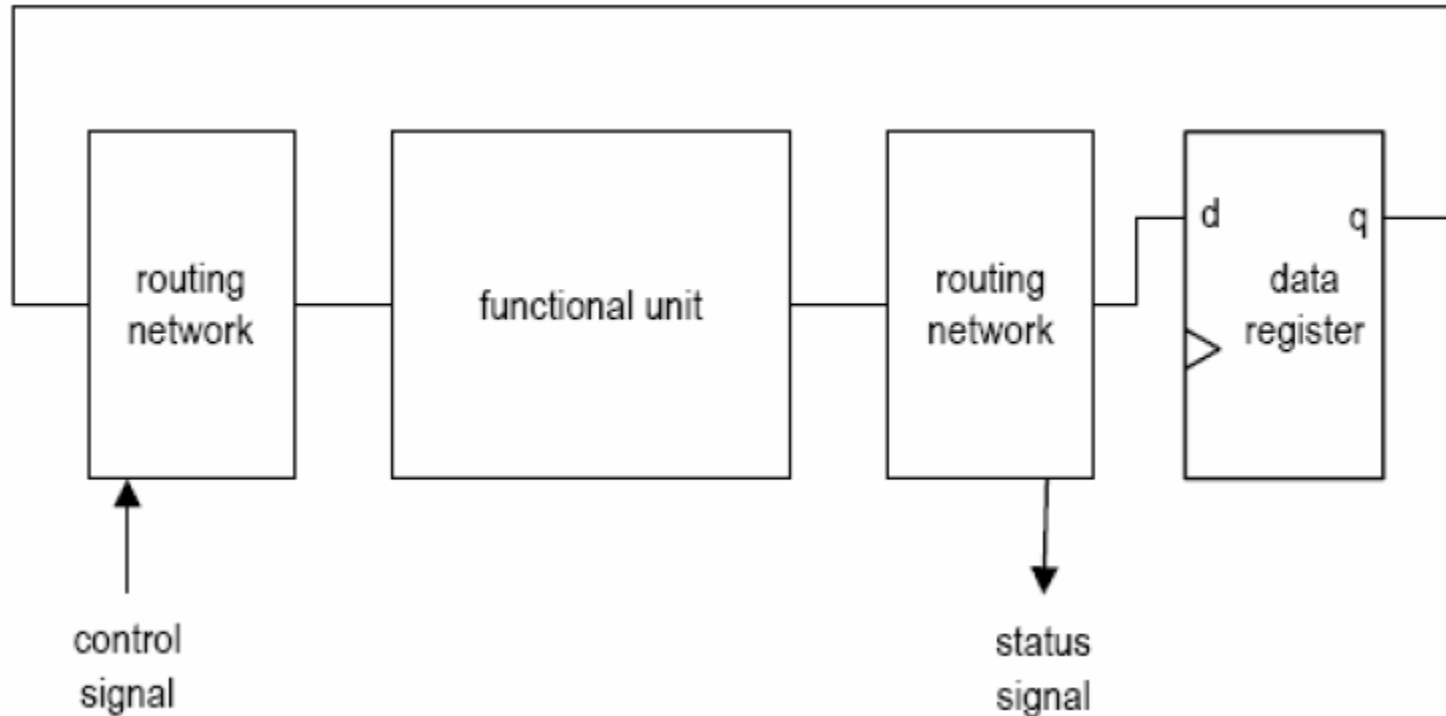 routing
network
functional unit
routing
network
d
q
data
register
control
signal
status
signal